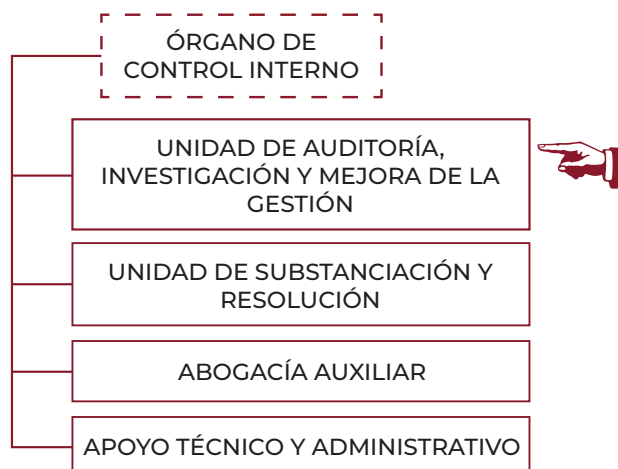 ÓRGANO DE
CONTROL INTERNO
UNIDAD DE AUDITORÍA,
INVESTIGACIÓN Y MEJORA DE LA
GESTIÓN
UNIDAD DE SUBSTANCIACIÓN Y
RESOLUCIÓN
ABOGACÍA AUXILIAR
APOYO TÉCNICO Y ADMINISTRATIVO